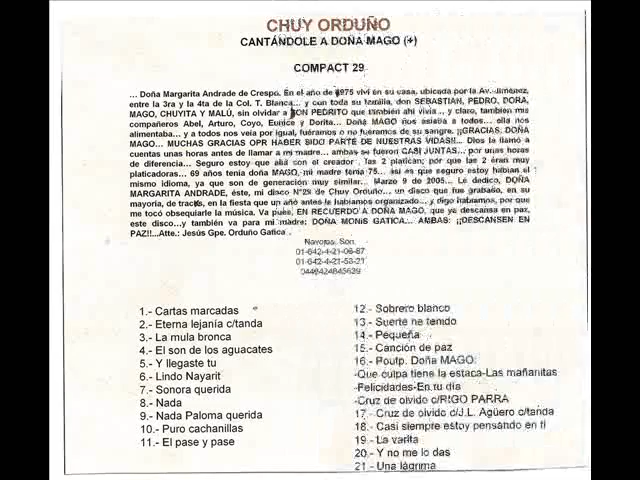 CHUY ORDUÑO
CANTÁNDOLE A DOÑA MAGO (+)
COMPACT 29
... Doña Margarita Andrade de Crespo. En el año de 1975 viví en su casa, ubicada por la Av. Jiménez,
entre la 3ra y la 4ta de la Col. T. Blanca... y con toda su familia, don SEBASTIAN, PEDRO, DORA,
MAGO, CHUYITA Y MALÚ, sin olvidar a DON PEDRITO que también ahí vivía.. y claro, también mis
compañeros Abel, Arturo, Coyo, Eunice y Dorita... Doña MAGO nos asistía a todos... ella nos
alimentaba... y a todos nos veía por igual, fuéramos o no fuéramos de su sangre. ¡¡GRACIAS, DOÑA
MAGO... MUCHAS GRACIAS OPR HABER SIDO PARTE DE NUESTRAS VIDAS!!.. Dios la llamó a
cuentas unas horas antes de llamar a mi madre... ambas se fueron CASI JUNTAS... por unas horas
de diferencia... Seguro estoy que allá con el creador , las 2 platican; por que las 2 eran muy
platicadoras... 69 años tenía doña MAGO, mi madre tenía 75... así es que seguro estoy hablan el
mismo idioma, ya que son de generación muy similar... Marzo 9 de 2005... Le dedico, DOÑA
MARGARITA ANDRADE, éste, mi disco N°29 de Chuy Orduño... un disco que fue grabado, en su
mayoría, de tracks, en la fiesta que un año antes le habíamos organizado... y digo habíamos, por que
me tocó obsequiarle la música. Va pues, EN RECUERDO A DOÑA MAGO, que ya descansa en paz,
este disco...y también va para mi madre: DOÑA MONIS GATICA... AMBAS: ¡¡DESCANSEN EN
PAZ!!...Atte.: Jesús Gpe. Orduño Gatica
Navojoa, Son.
01-642-4-21-08-87
01-642-4-21-53-21
0446424845629
1.- Cartas marcadas
2.- Eterna lejanía c/tanda
3.- La mula bronca
4.- El son de los aguacates
5.- Y llegaste tu
6.- Lindo Nayarit
7.- Sonora querida
8.- Nada
9.- Nada Paloma querida
10.- Puro cachanillas
11.- El pase y pase
12.- Sobrero blanco
13.- Suerte he tenido
14.- Pequeña
15.- Canción de paz
16.- Poutp. Doña MAGO:
-Que culpa tiene la estaca-Las mañanitas
-Felicidades-En tu día
-Cruz de olvido c/RIGO PARRA
17.- Cruz de olvido c/J.L. Agüero c/tanda
18.- Casi siempre estoy pensando en ti
19.- La varita
20.- Y no me lo das
21.- Una lágrima